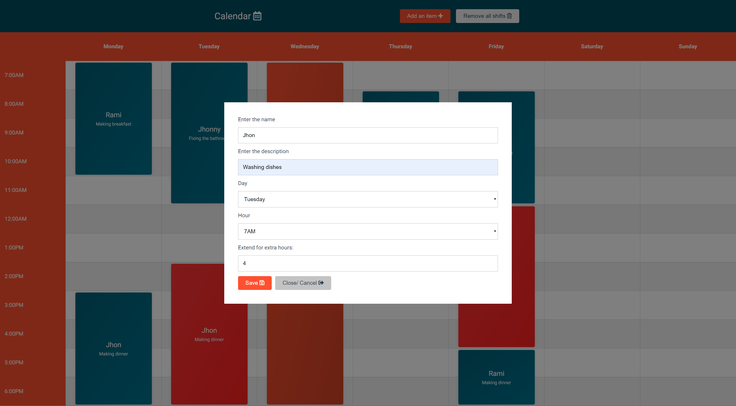 Calendar
Add an item
Remove all shifts
Monday Tuesday Wednesday Thursday Friday Saturday Sunday
7:00AM
8:00AM
9:00AM
10:00AM
11:00AM
12:00AM
1:00PM
2:00PM
3:00PM
4:00PM
5:00PM
6:00PM
Rami
Making breakfast
Jhonny
Fixing the
Jhon
Making dinner
Jhon
Making dinner
Rami
Making dinner
Enter the name
Jhon
Enter the description
Washing dishes
Day
Tuesday
Hour
7AM
Extend for extra hours:
4
Save
Close/ Cancel